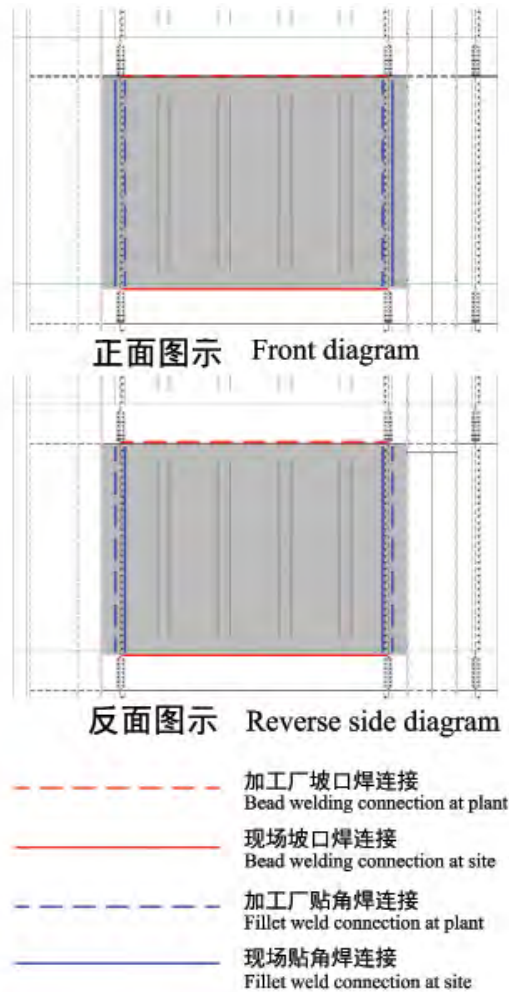 正面图示 Front diagram
反面图示 Reverse side diagram
加工厂坡口焊连接
Bead welding connection at plant
现场坡口焊连接
Bead welding connection at site
加工厂贴角焊连接
Fillet weld connection at plant
现场贴角焊连接
Fillet weld connection at site